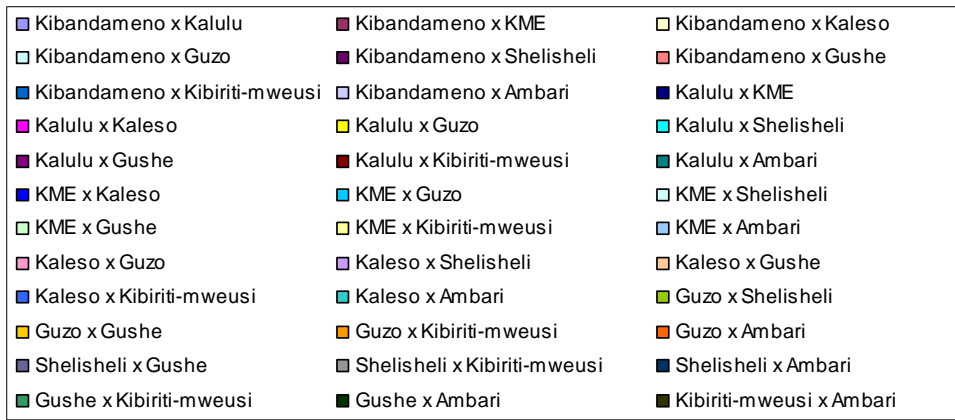 Kibandameno x Kalulu Kibandameno x KME Kibandameno x Kaleso
Kibandameno x Guzo Kibandameno x Shelisheli Kibandameno x Gushe
Kibandameno x Kibiriti-mweusi Kibandameno x Ambari Kalulu x KME
Kalulu x Kaleso Kalulu x Guzo Kalulu x Shelisheli
Kalulu x Gushe Kalulu x Kibiriti-mweusi Kalulu x Ambari
KME x Kaleso KME x Guzo KME x Shelisheli
KME x Gushe KME x Kibiriti-mweusi KME x Ambari
Kaleso x Guzo Kaleso x Shelisheli Kaleso x Gushe
Kaleso x Kibiriti-mweusi Kaleso x Ambari Guzo x Shelisheli
Guzo x Gushe Guzo x Kibiriti-mweusi Guzo x Ambari
Shelisheli x Gushe Shelisheli x Kibiriti-mweusi Shelisheli x Ambari
Gushe x Kibiriti-mweusi Gushe x Ambari Kibiriti-mweusi x Ambari